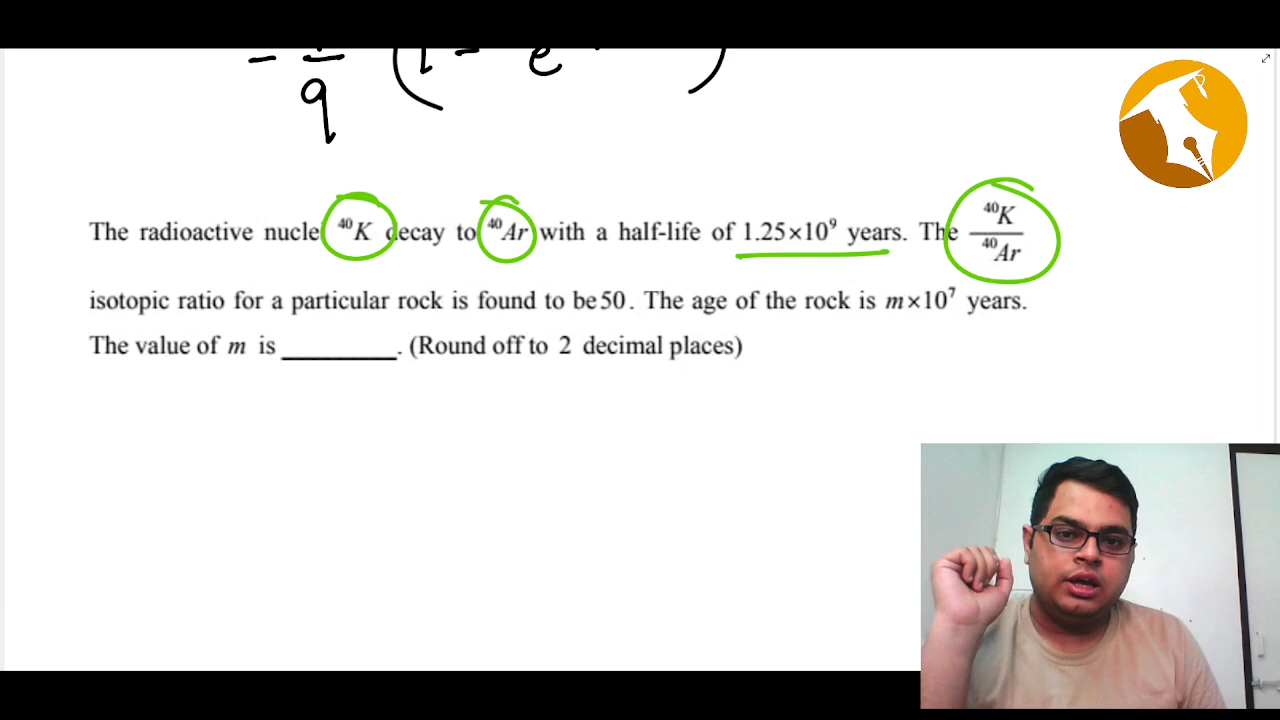 - q (1 - e )
The radioactive nucle ⁴⁰K decay to ⁴⁰Ar with a half-life of 1.25×10⁹ years. The ⁴⁰K/⁴⁰Ar
isotopic ratio for a particular rock is found to be 50. The age of the rock is m×10⁷ years.
The value of m is ________. (Round off to 2 decimal places)